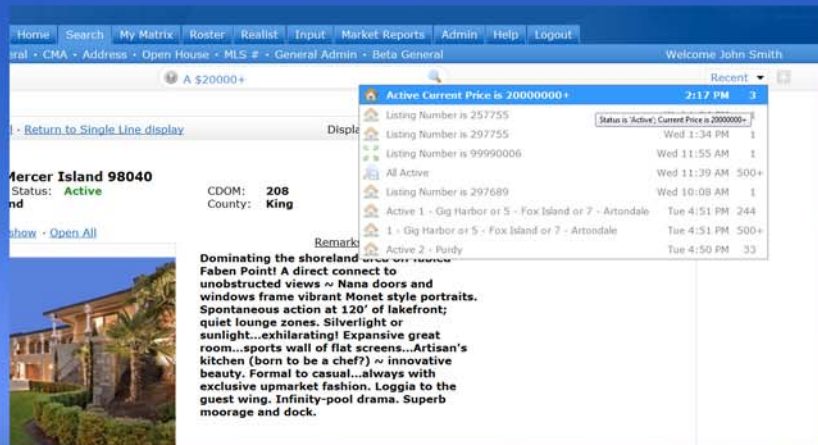 Home Search My Matrix Roster Realist Input Market Reports Admin Help Logout
eral • CMA • Address • Open House • MLS # • General Admin • Beta General Welcome John Smith
A $20000+ Recent
Active Current Price is 20000000+ 2:17 PM 3
Listing Number is 257755 1
Status is 'Active'; Current Price is 20000000+
l · Return to Single Line display Displa
Listing Number is 297755 Wed 1:34 PM 1
Listing Number is 99990006 Wed 11:55 AM 1
All Active Wed 11:39 AM 500+
Listing Number is 297689 Wed 10:08 AM 1
Active 1 - Gig Harbor or 5 - Fox Island or 7 - Artondale Tue 4:51 PM 244
1 - Gig Harbor or 5 - Fox Island or 7 - Artondale Tue 4:51 PM 500+
Active 2 - Purdy Tue 4:50 PM 33
Mercer Island 98040
Status: Active CDOM: 208
nd County: King
show · Open All
Remarks
Dominating the shoreland area on fabled
Faben Point! A direct connect to
unobstructed views ~ Nana doors and
windows frame vibrant Monet style portraits.
Spontaneous action at 120' of lakefront;
quiet lounge zones. Silverlight or
sunlight...exhilarating! Expansive great
room...sports wall of flat screens...Artisan's
kitchen (born to be a chef?) ~ innovative
beauty. Formal to casual...always with
exclusive upmarket fashion. Loggia to the
guest wing. Infinity-pool drama. Superb
moorage and dock.